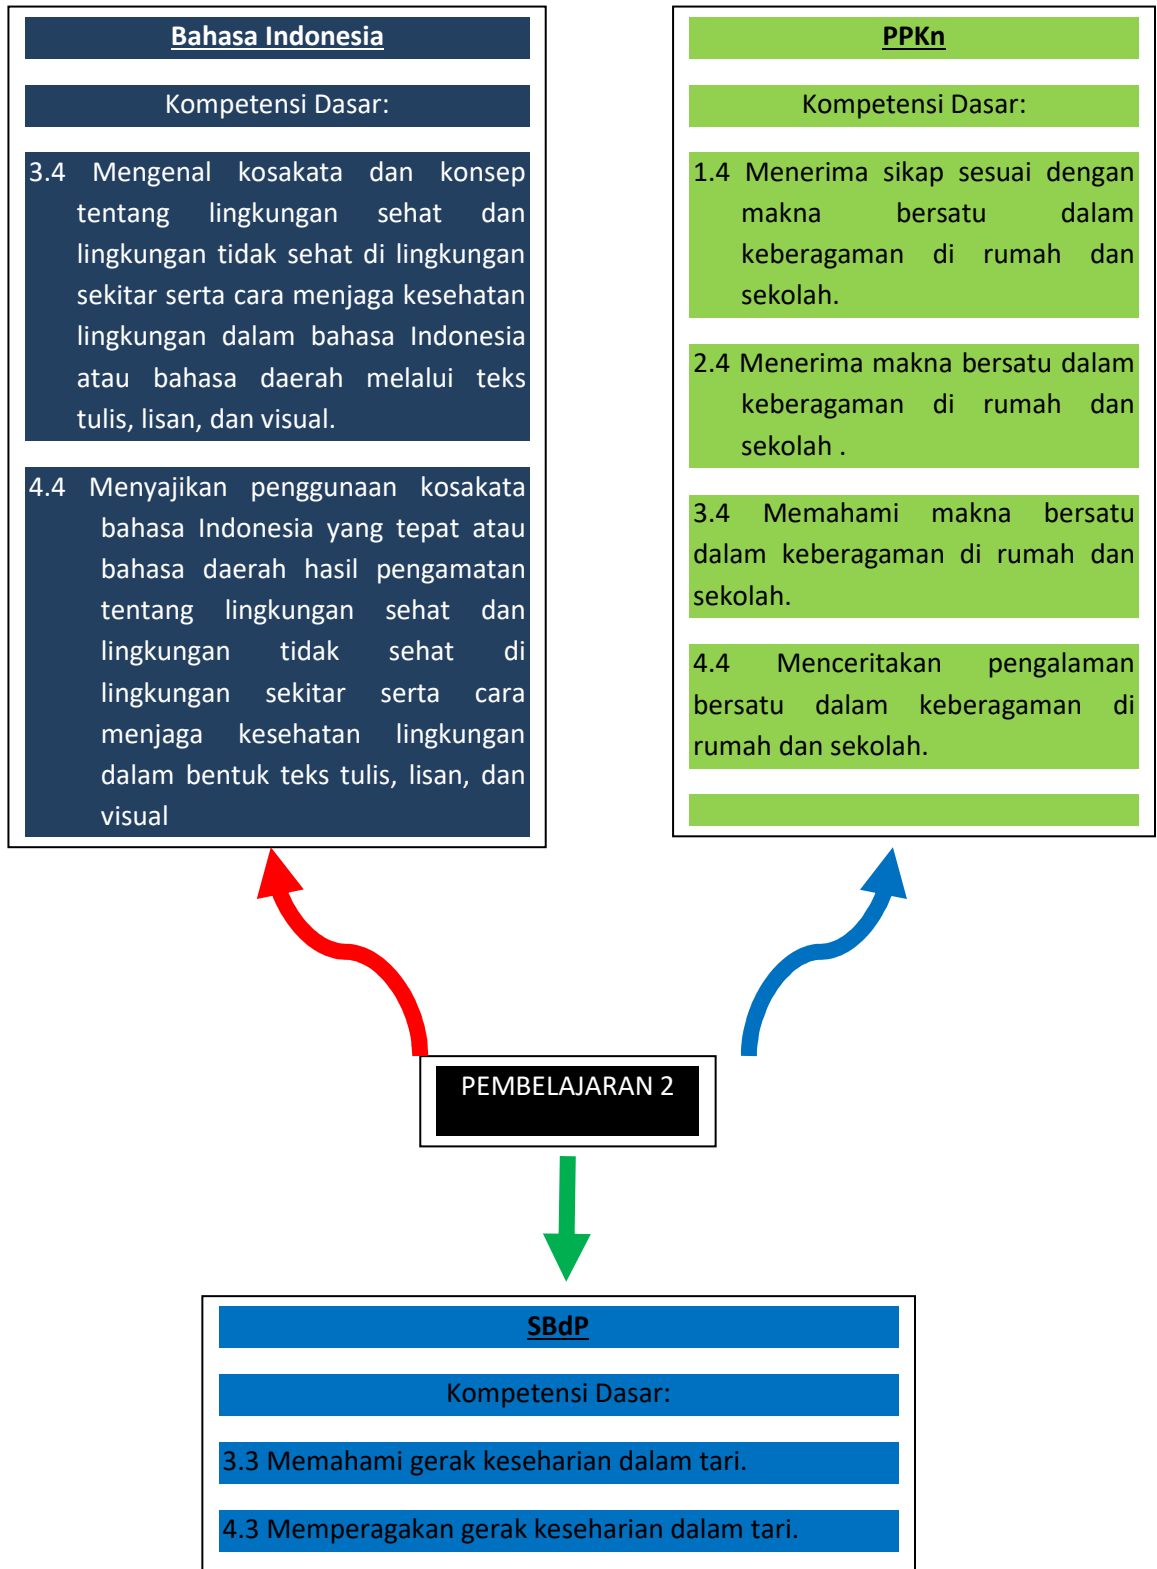 Bahasa Indonesia
Kompetensi Dasar:
3.4 Mengenal kosakata dan konsep
tentang lingkungan sehat dan
lingkungan tidak sehat di lingkungan
sekitar serta cara menjaga kesehatan
lingkungan dalam bahasa Indonesia
atau bahasa daerah melalui teks
tulis, lisan, dan visual.
4.4 Menyajikan penggunaan kosakata
bahasa Indonesia yang tepat atau
bahasa daerah hasil pengamatan
tentang lingkungan sehat dan
lingkungan tidak sehat di
lingkungan sekitar serta cara
menjaga kesehatan lingkungan
dalam bentuk teks tulis, lisan, dan
visual
PPKn
Kompetensi Dasar:
1.4 Menerima sikap sesuai dengan
makna bersatu dalam
keberagaman di rumah dan
sekolah.
2.4 Menerima makna bersatu dalam
keberagaman di rumah dan
sekolah .
3.4 Memahami makna bersatu
dalam keberagaman di rumah dan
sekolah.
4.4 Menceritakan pengalaman
bersatu dalam keberagaman di
rumah dan sekolah.
PEMBELAJARAN 2
SBdP
Kompetensi Dasar:
3.3 Memahami gerak keseharian dalam tari.
4.3 Memperagakan gerak keseharian dalam tari.